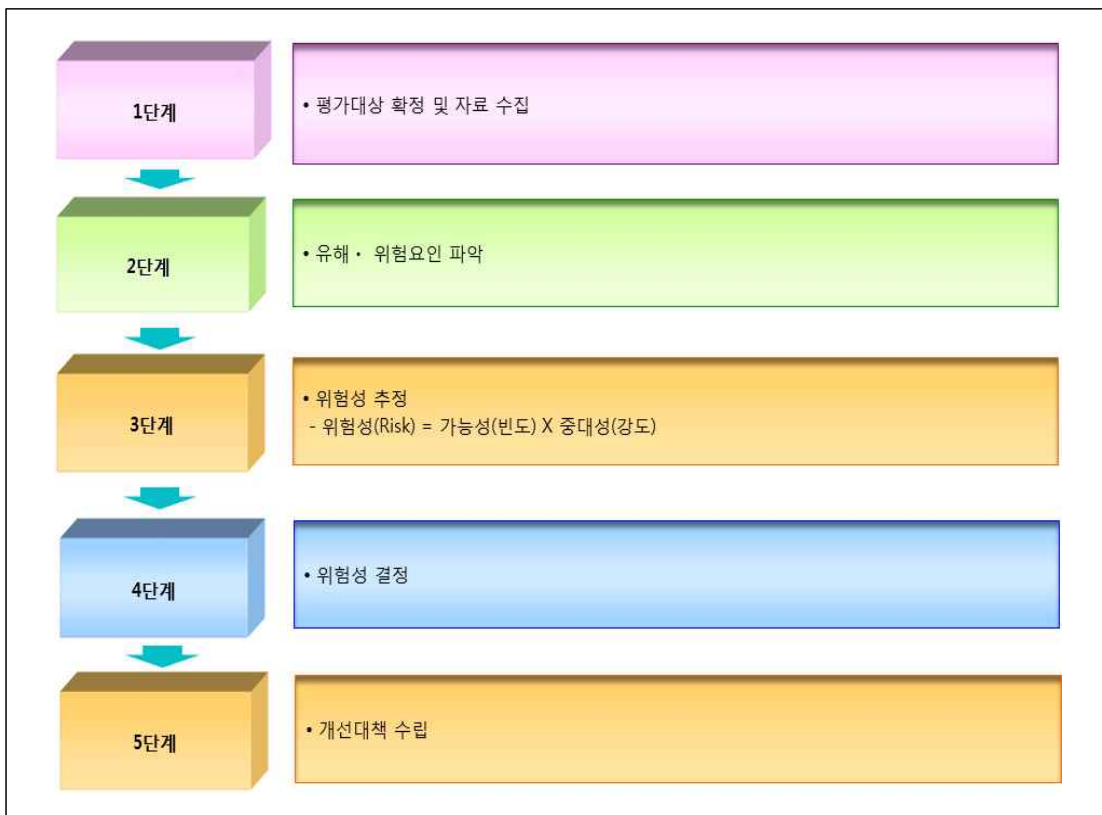 1단계
• 평가대상 확정 및 자료 수집
2단계
• 유해・ 위험요인 파악
3단계
• 위험성 추정
- 위험성(Risk) = 가능성(빈도) X 중대성(강도)
4단계
• 위험성 결정
5단계
• 개선대책 수립